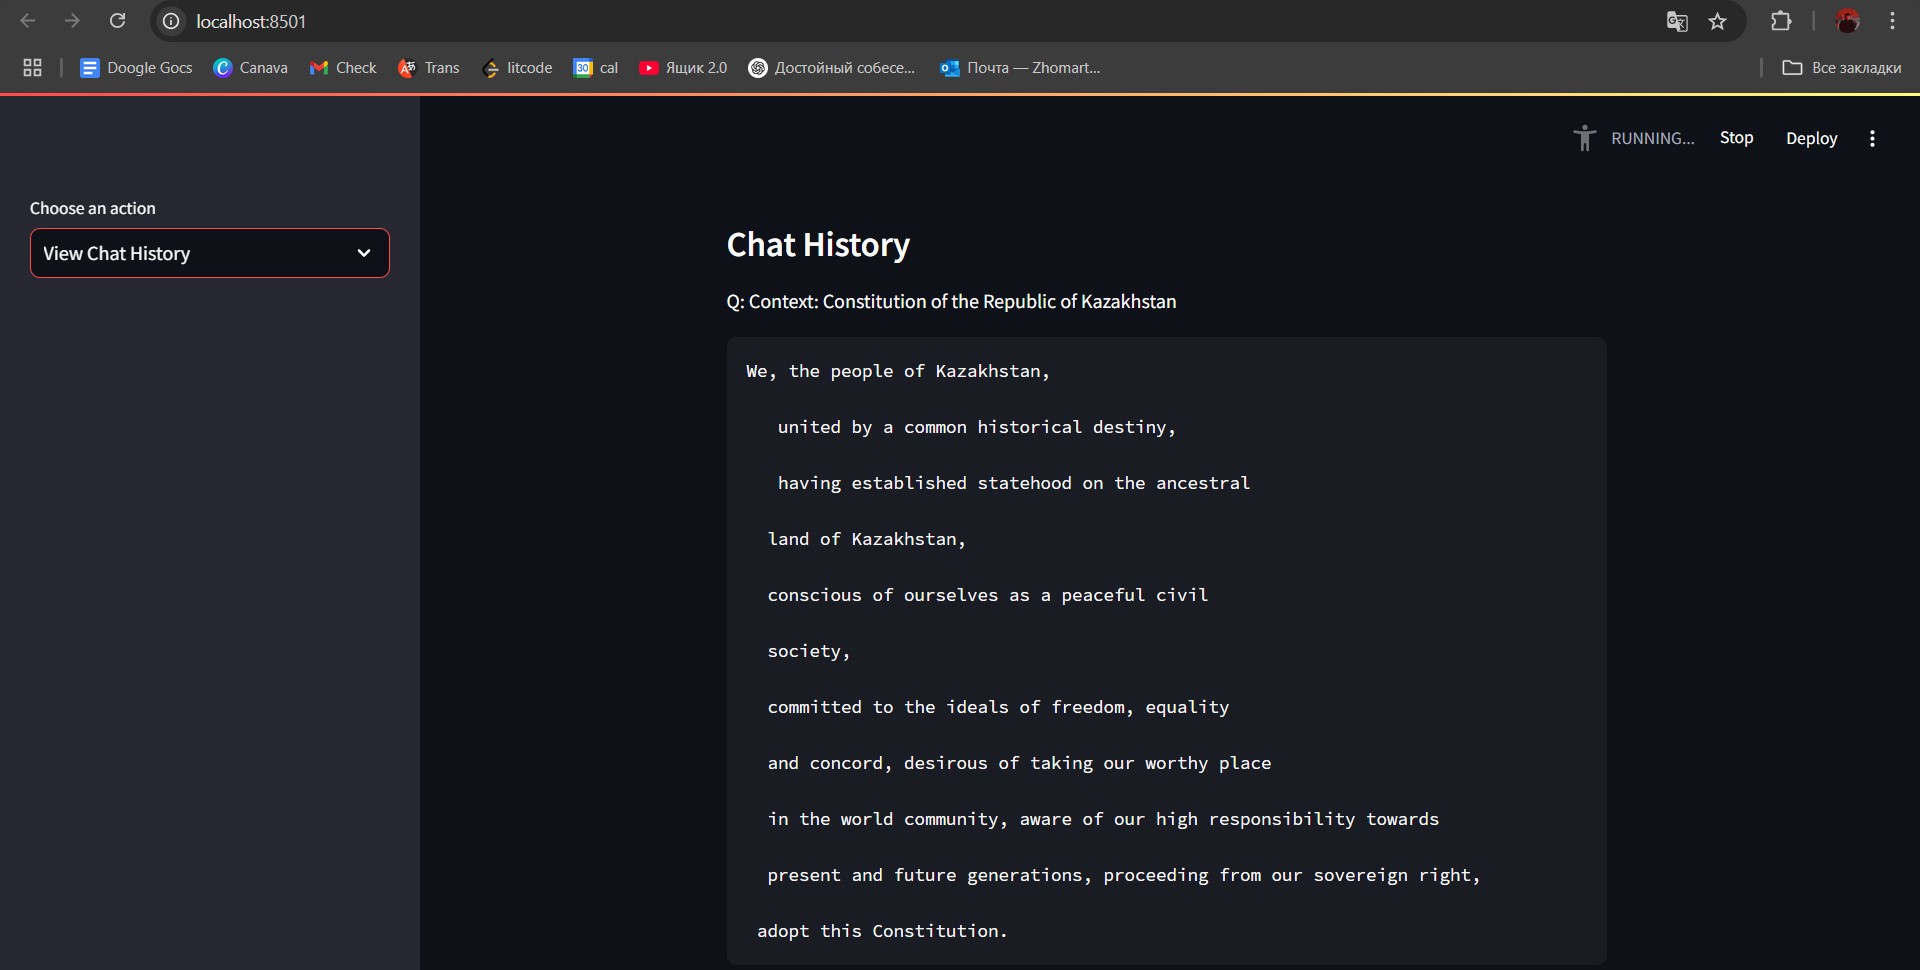 localhost:8501
Doogle Gocs Canava Check Trans litcode cal Ящик 2.0 Достойный собесе... Почта — Zhomart... Все закладки
RUNNING... Stop Deploy
Choose an action
View Chat History
Chat History
Q: Context: Constitution of the Republic of Kazakhstan
We, the people of Kazakhstan,
united by a common historical destiny,
having established statehood on the ancestral
land of Kazakhstan,
conscious of ourselves as a peaceful civil
society,
committed to the ideals of freedom, equality
and concord, desirous of taking our worthy place
in the world community, aware of our high responsibility towards
present and future generations, proceeding from our sovereign right,
adopt this Constitution.